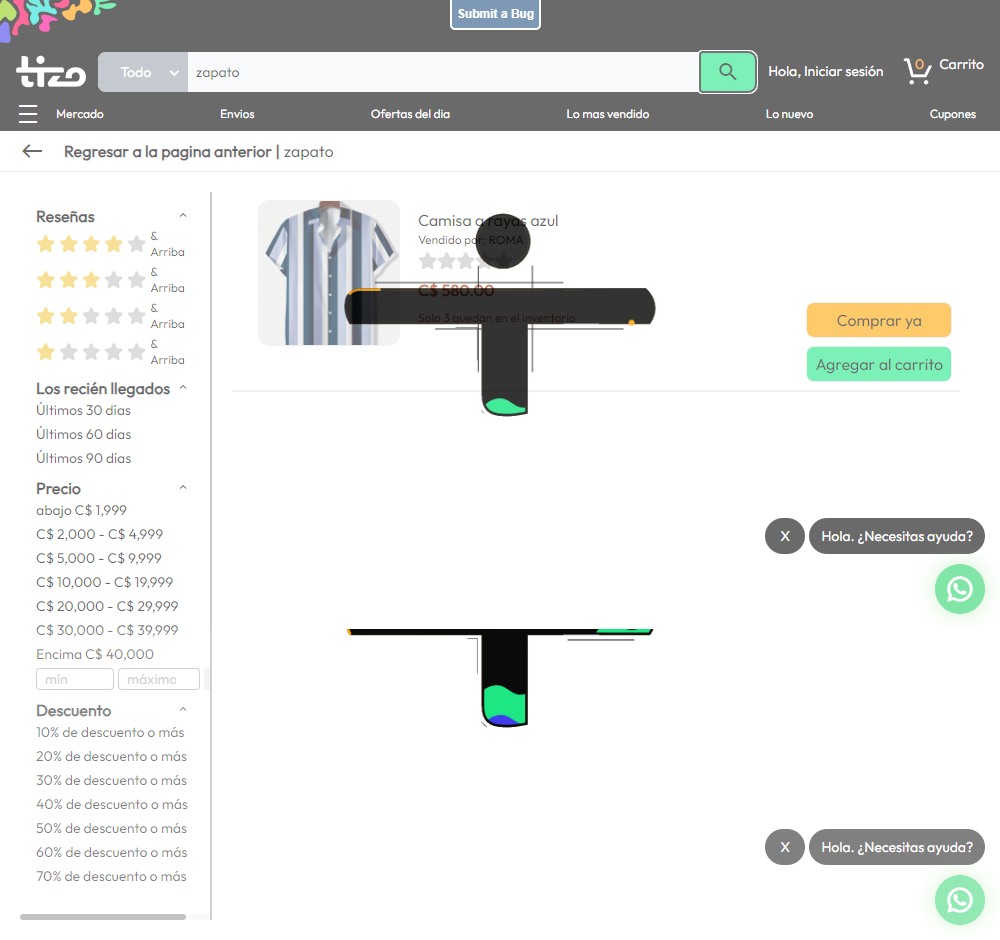 Submit a Bug
tizo
Todo
zapato
Hola, Iniciar sesión
0
Carrito
Mercado
Envios
Ofertas del dia
Lo mas vendido
Lo nuevo
Cupones
Regresar a la pagina anterior | zapato
Reseñas
&
Arriba
&
Arriba
&
Arriba
&
Arriba
Los recién llegados
Últimos 30 días
Últimos 60 días
Últimos 90 días
Precio
abajo C$ 1,999
C$ 2,000 - C$ 4,999
C$ 5,000 - C$ 9,999
C$ 10,000 - C$ 19,999
C$ 20,000 - C$ 29,999
C$ 30,000 - C$ 39,999
Encima C$ 40,000
mín
máximo
Descuento
10% de descuento o más
20% de descuento o más
30% de descuento o más
40% de descuento o más
50% de descuento o más
60% de descuento o más
70% de descuento o más
Camisa a rayas azul
Vendido por: ROMA
C$ 580.00
Solo 3 quedan en el inventario
Comprar ya
Agregar al carrito
X
Hola. ¿Necesitas ayuda?
X
Hola. ¿Necesitas ayuda?